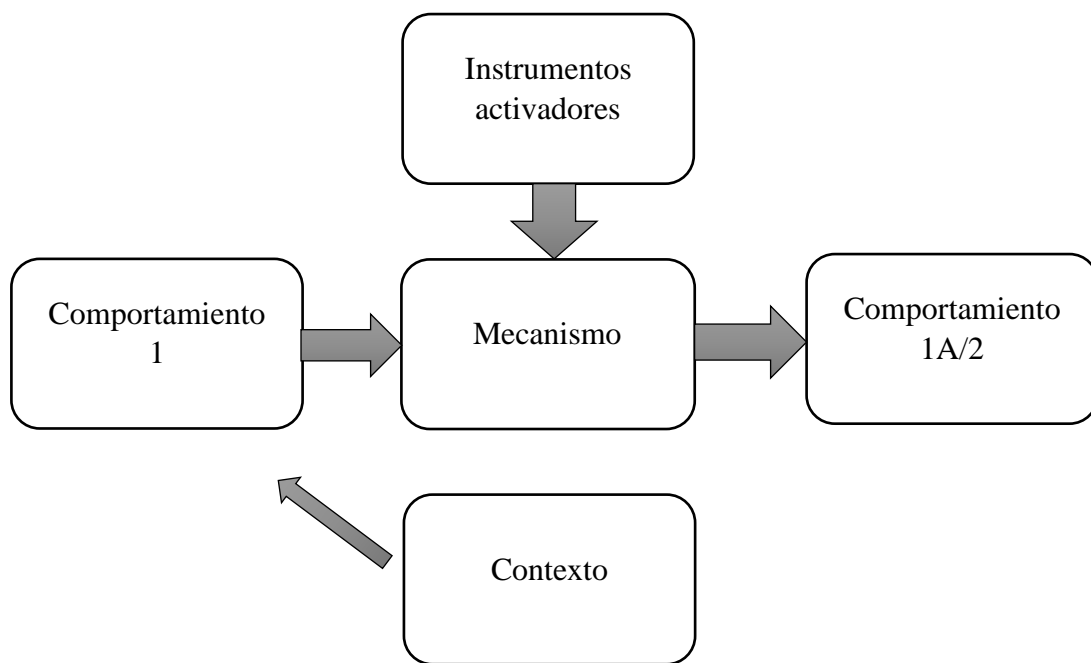 Instrumentos
activadores
Comportamiento
1
Mecanismo
Comportamiento
1A/2
Contexto